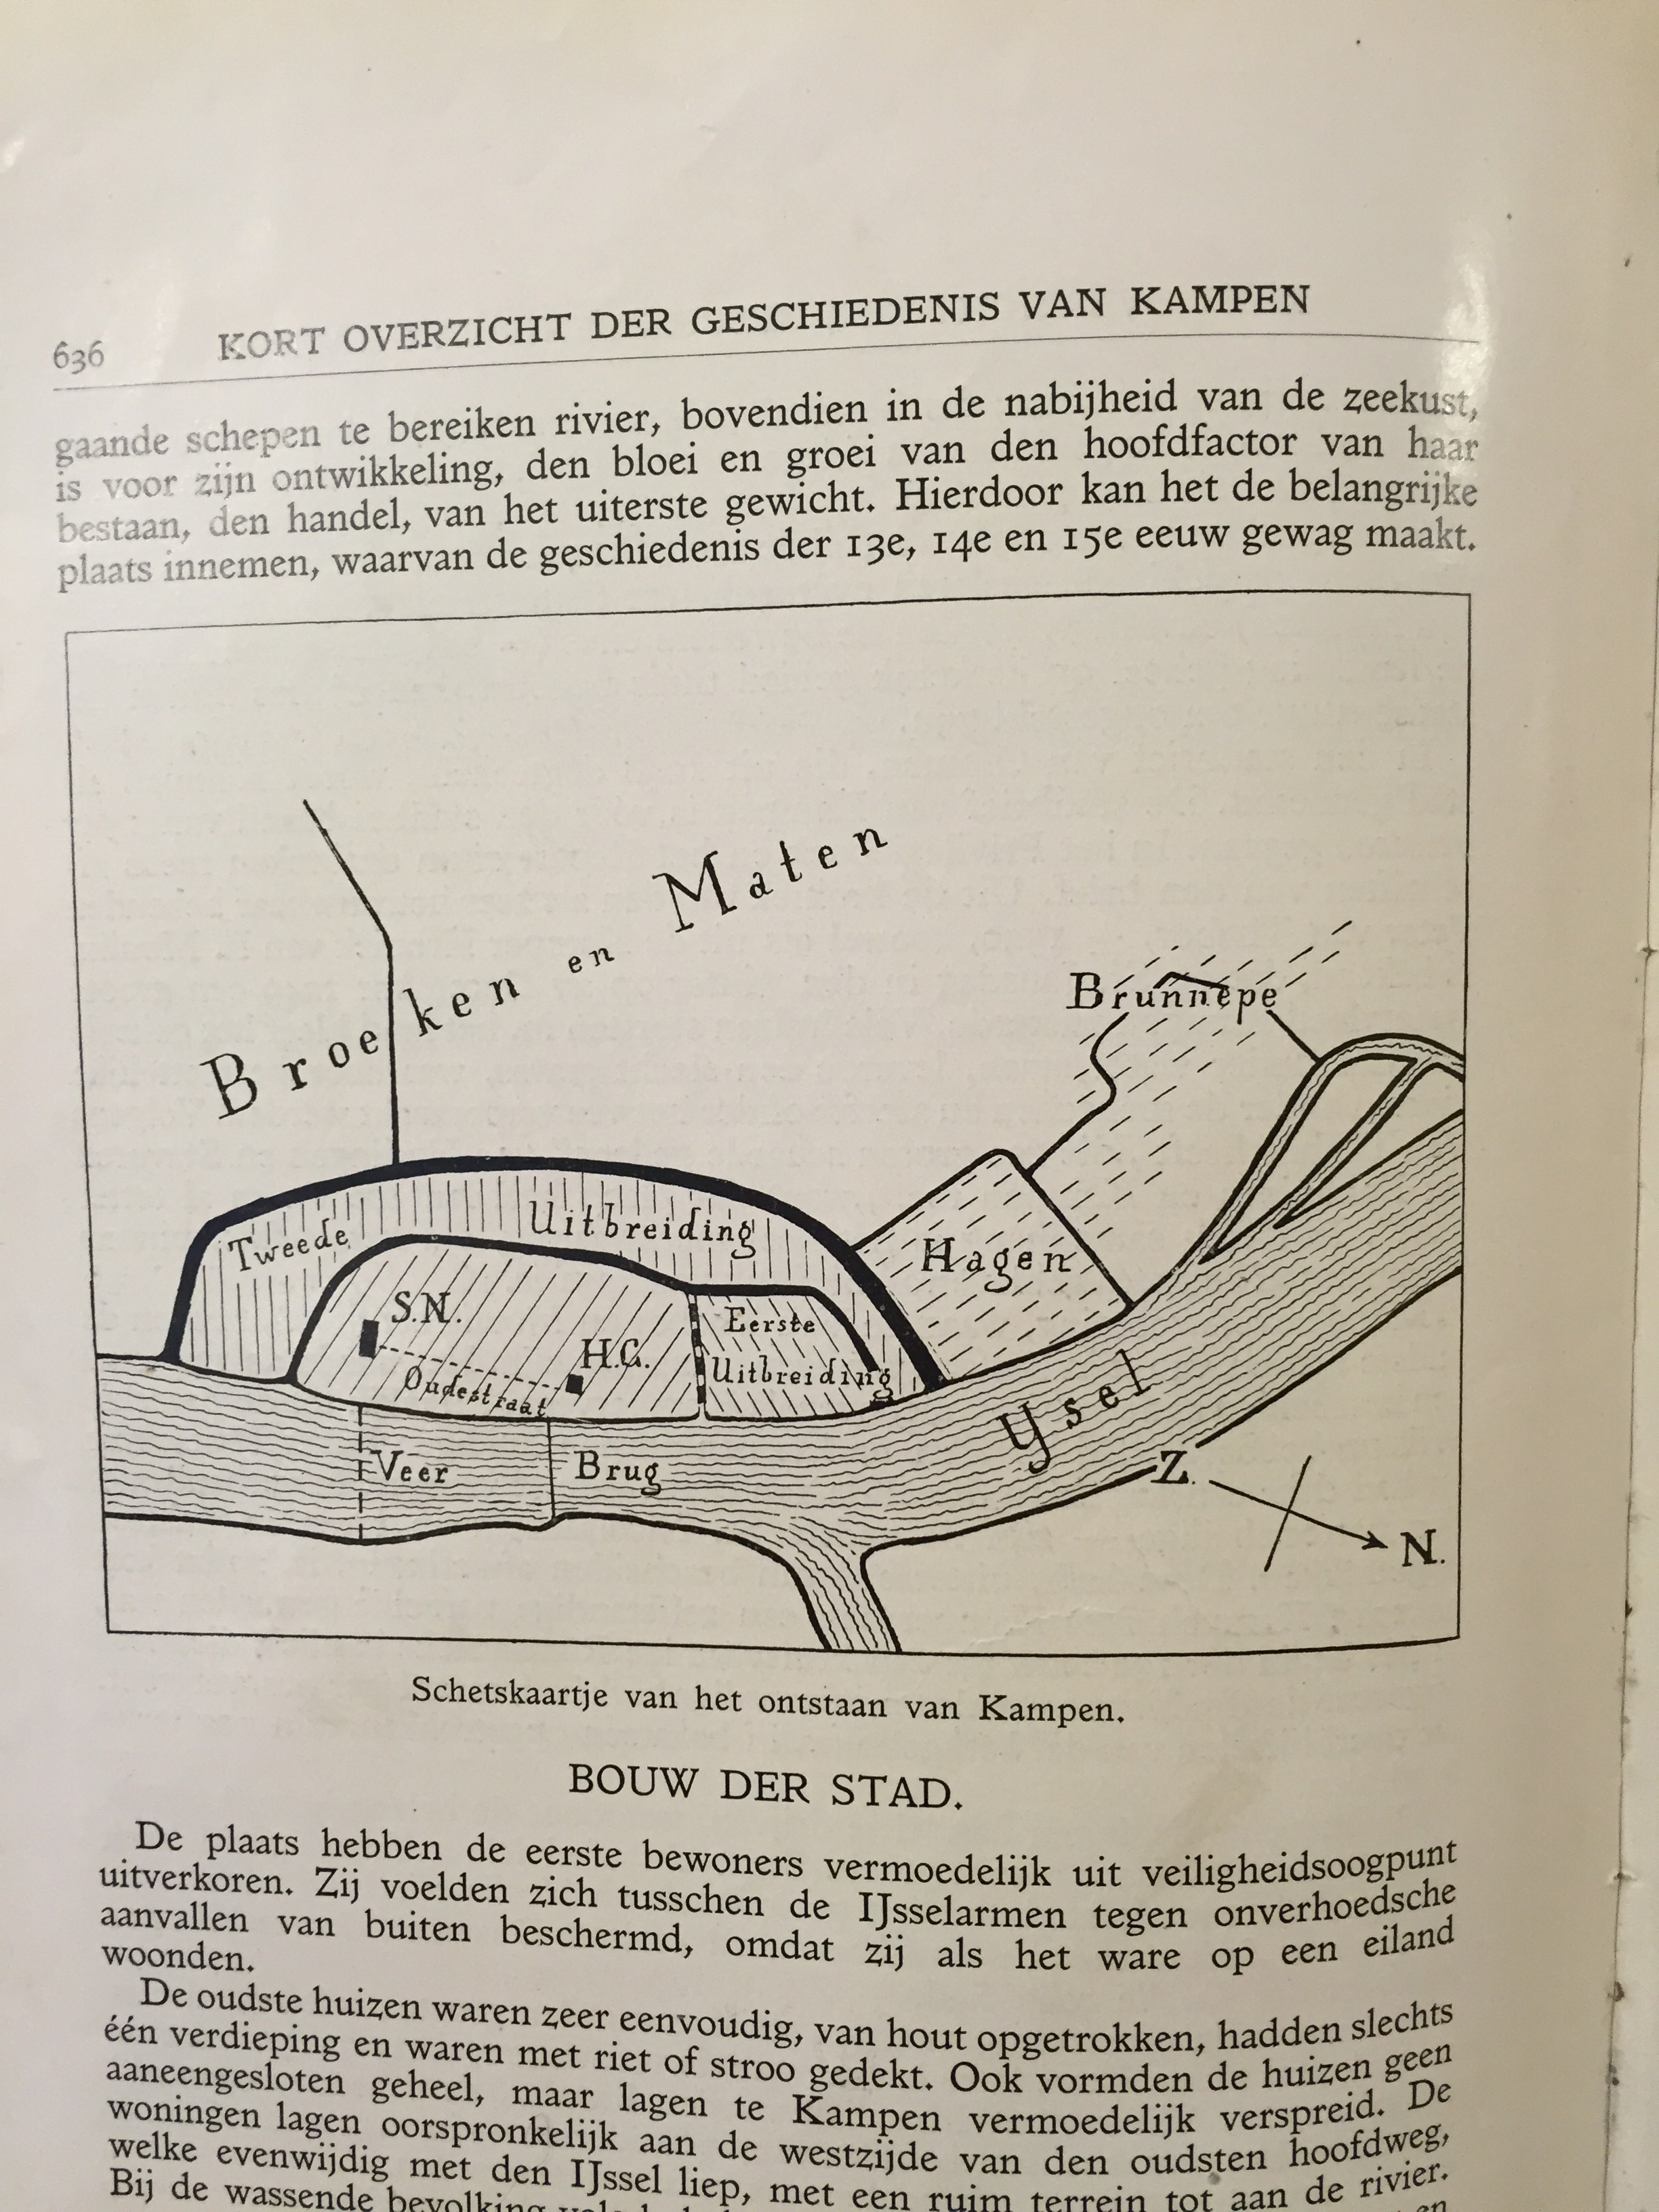 636 KORT OVERZICHT DER GESCHIEDENIS VAN KAMPEN
gaande schepen te bereiken rivier, bovendien in de nabijheid van de zeekust,
is voor zijn ontwikkeling, den bloei en groei van den hoofdfactor van haar
bestaan, den handel, van het uiterste gewicht. Hierdoor kan het de belangrijke
plaats innemen, waarvan de geschiedenis der 13e, 14e en 15e eeuw gewag maakt.
Broeken en Maten
Brunnepe
Tweede Uitbreiding
Hagen
S.N.
Eerste
H.G.
Uitbreiding
Oudestraat
IJsel
Veer
Brug
Z.
N.
Schetskaartje van het ontstaan van Kampen.
BOUW DER STAD.
De plaats hebben de eerste bewoners vermoedelijk uit veiligheidsoogpunt
uitverkoren. Zij voelden zich tusschen de IJsselarmen tegen onverhoedsche
aanvallen van buiten beschermd, omdat zij als het ware op een eiland
woonden.
De oudste huizen waren zeer eenvoudig, van hout opgetrokken, hadden slechts
één verdieping en waren met riet of stroo gedekt. Ook vormden de huizen geen
aaneengesloten geheel, maar lagen te Kampen vermoedelijk verspreid. De
woningen lagen oorspronkelijk aan de westzijde van den oudsten hoofdweg,
welke evenwijdig met den IJssel liep, met een ruim terrein tot aan de rivier.
Bij de wassende bevolking